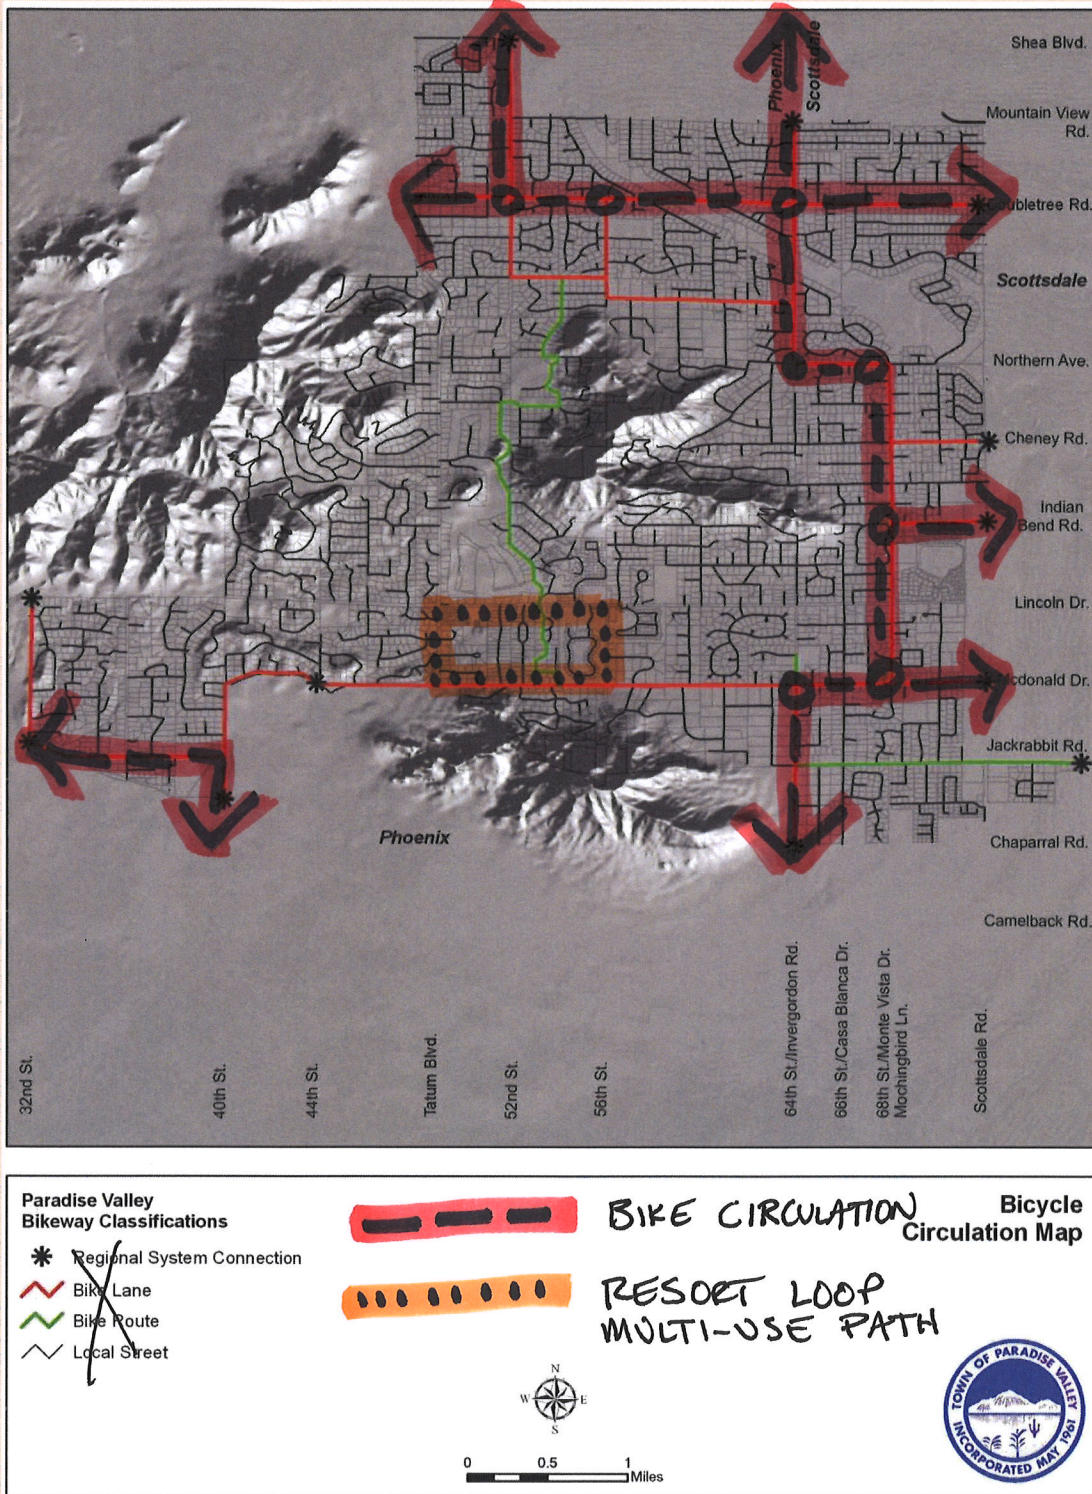 Shea Blvd.
Phoenix
Scottsdale
Mountain View
Rd.
Doubletree Rd.
Scottsdale
Northern Ave.
Cheney Rd.
Indian
Bend Rd.
Lincoln Dr.
Mcdonald Dr.
Jackrabbit Rd.
Phoenix
Chaparral Rd.
Camelback Rd.
32nd St.
40th St.
44th St.
Tatum Blvd.
52nd St.
56th St.
64th St./Invergordon Rd.
66th St./Casa Blanca Dr.
68th St./Monte Vista Dr.
Mochingbird Ln.
Scottsdale Rd.
Paradise Valley
Bikeway Classifications
Regional System Connection
Bike Lane
Bike Route
Local Street
BIKE CIRCULATION
RESORT LOOP
MULTI-USE PATH
Bicycle
Circulation Map
N
W E
S
0 0.5 1
Miles
TOWN OF PARADISE VALLEY
INCORPORATED MAY 1961